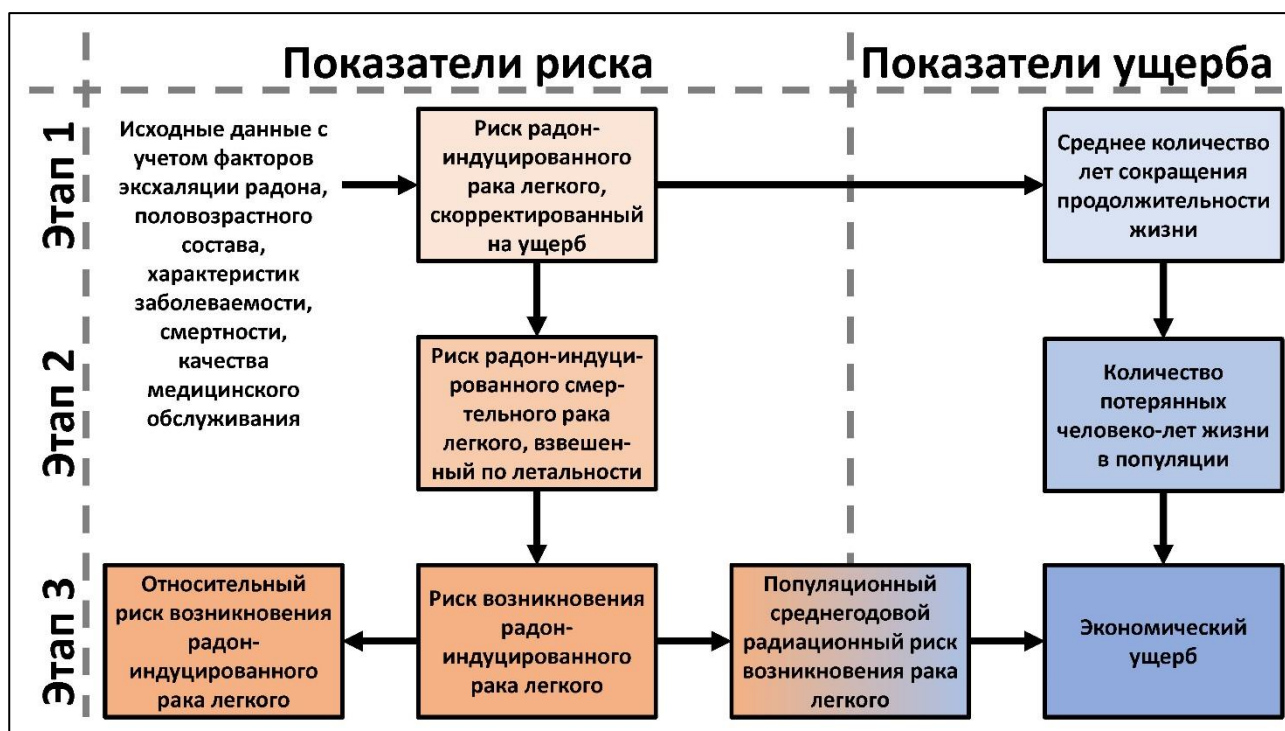 Показатели риска
Показатели ущерба
Этап 1
Исходные данные с
учетом факторов
эксхаляции радона,
половозрастного
состава,
характеристик
заболеваемости,
смертности,
качества
медицинского
обслуживания
Риск радон-
индуцированного
рака легкого,
скорректированный
на ущерб
Среднее количество
лет сокращения
продолжительности
жизни
Этап 2
Риск радон-индуци-
рованного смер-
тельного рака
легкого, взвешен-
ный по летальности
Количество
потерянных
человеко-лет жизни
в популяции
Этап 3
Относительный
риск возникновения
радон-
индуцированного
рака легкого
Риск возникновения
радон-
индуцированного
рака легкого
Популяционный
среднегодовой
радиационный риск
возникновения рака
легкого
Экономический
ущерб